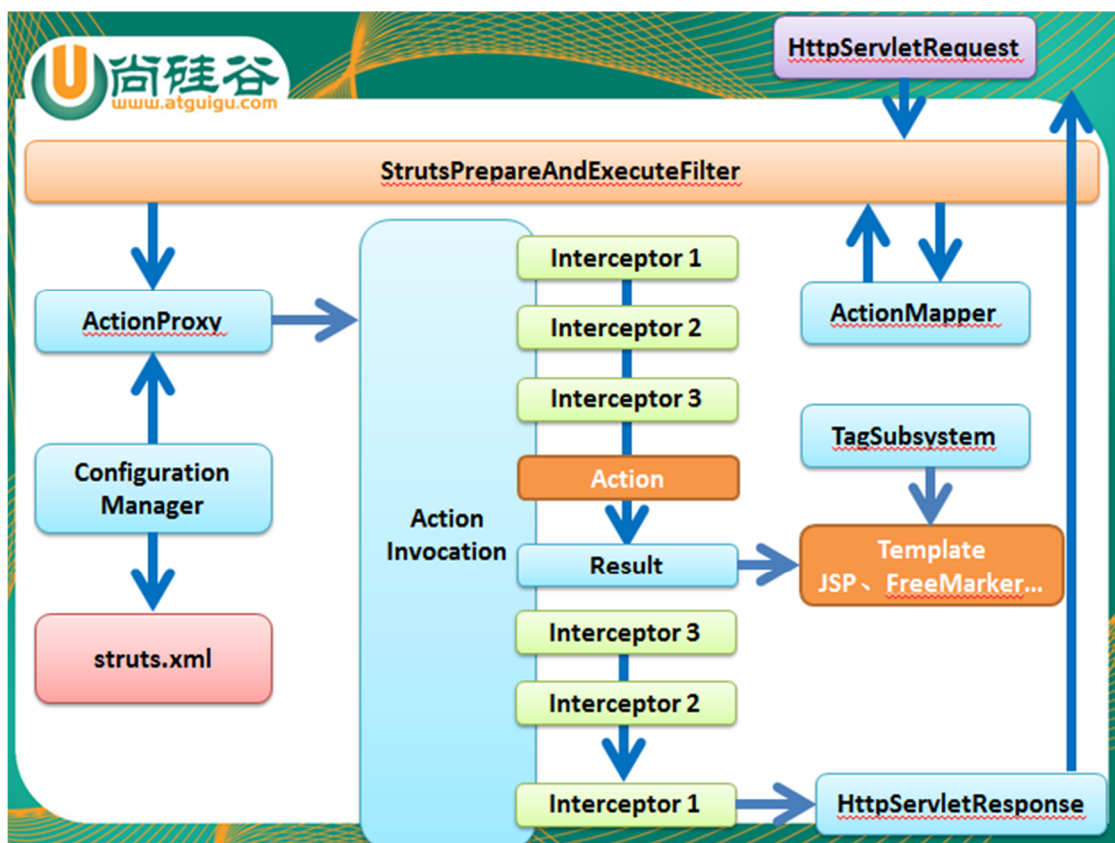 尚硅谷
www.atguigu.com
HttpServletRequest
StrutsPrepareAndExecuteFilter
ActionProxy
Configuration
Manager
struts.xml
Action
Invocation
Interceptor 1
Interceptor 2
Interceptor 3
Action
Result
Interceptor 3
Interceptor 2
Interceptor 1
ActionMapper
TagSubsystem
Template
JSP、FreeMarker...
HttpServletResponse